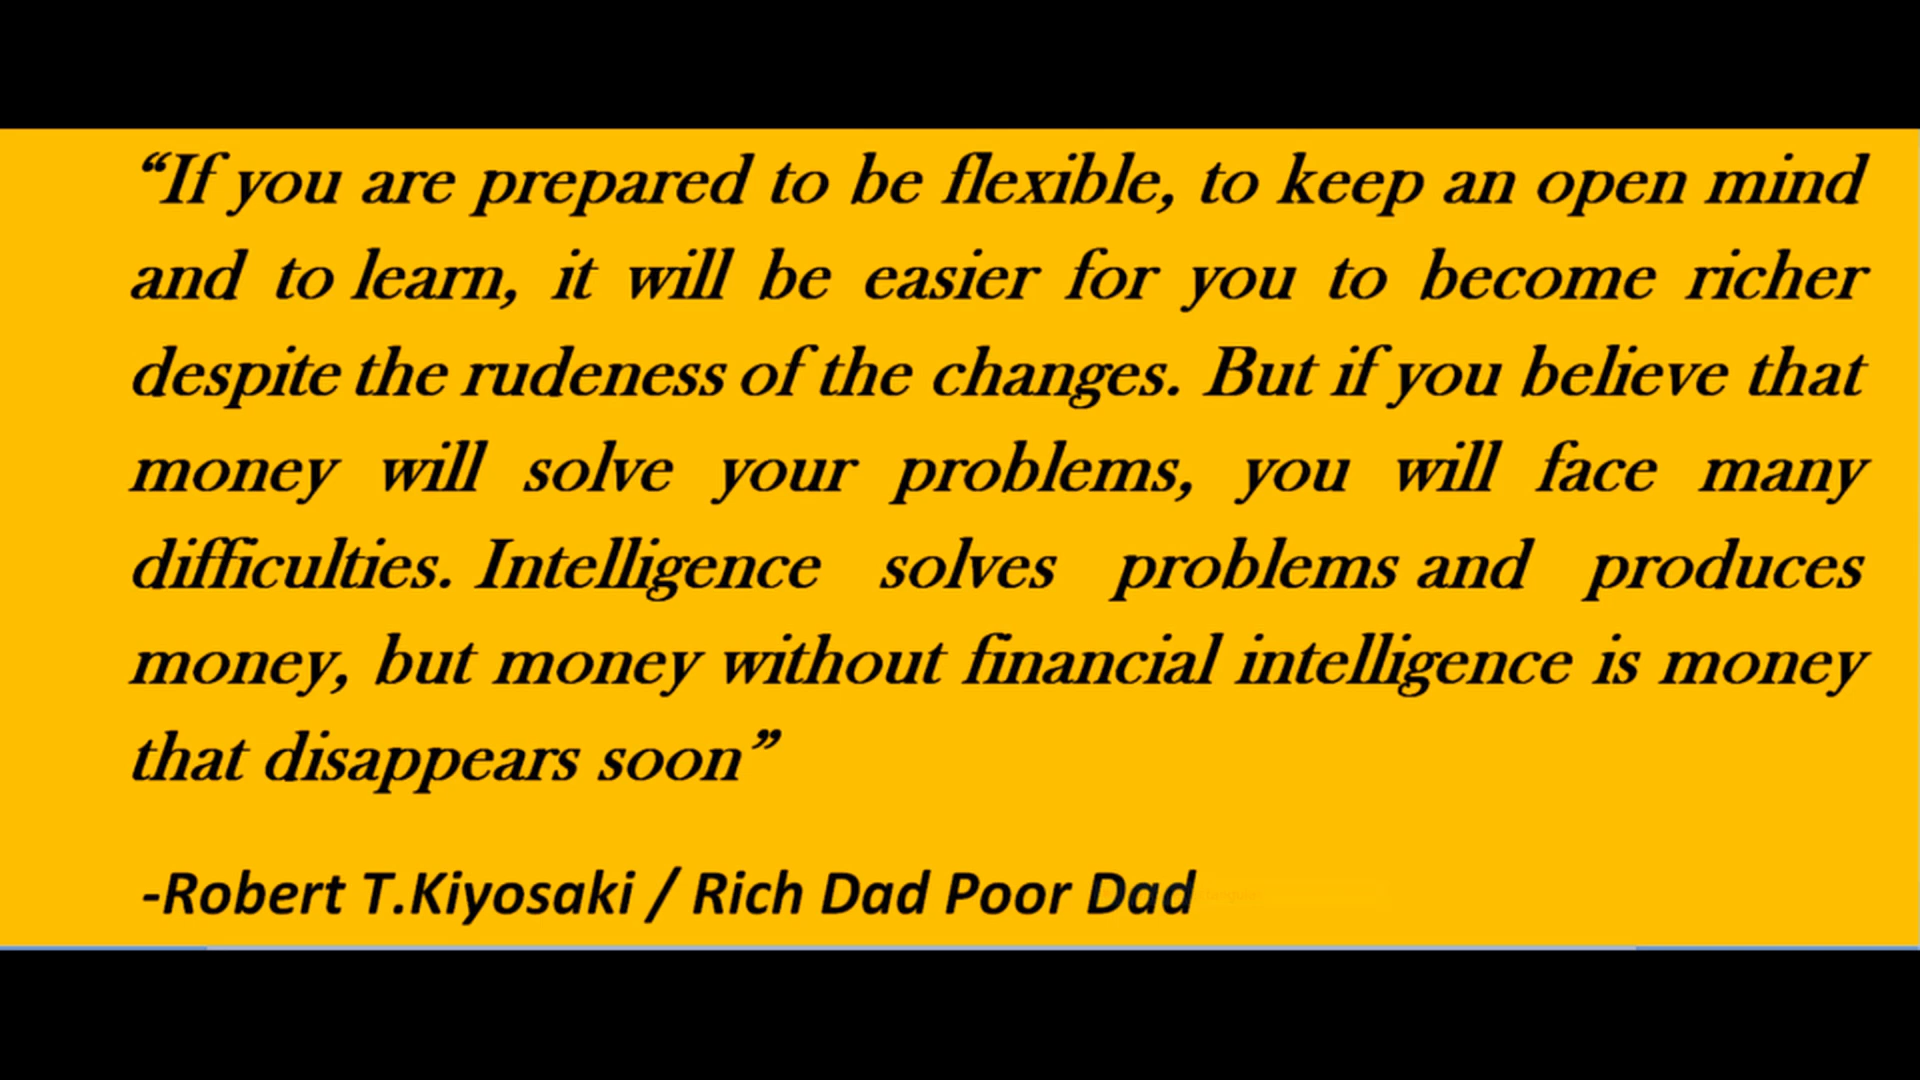 “If you are prepared to be flexible, to keep an open mind
and to learn, it will be easier for you to become richer
despite the rudeness of the changes. But if you believe that
money will solve your problems, you will face many
difficulties. Intelligence solves problems and produces
money, but money without financial intelligence is money
that disappears soon”
-Robert T.Kiyosaki / Rich Dad Poor Dad